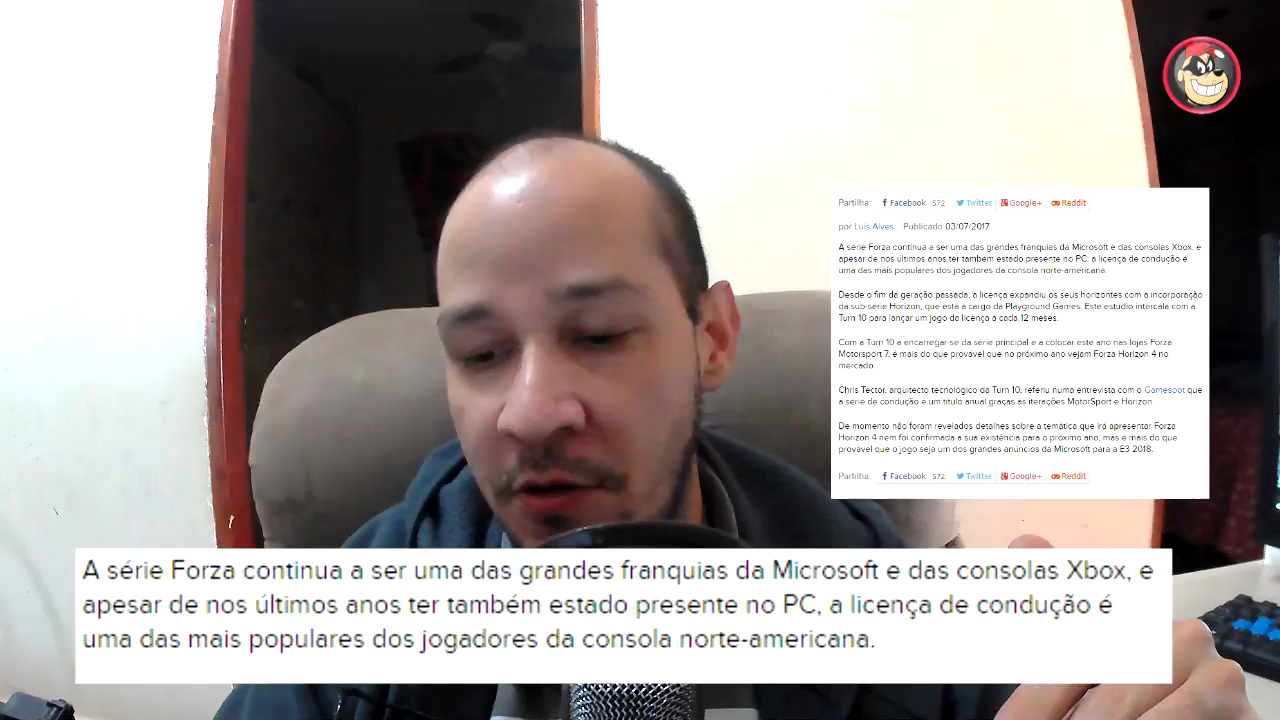 Partilha: Facebook 572 Twitter Google+ Reddit
por Luis Alves Publicado 03/07/2017
A série Forza continua a ser uma das grandes franquias da Microsoft e das consolas Xbox, e
apesar de nos últimos anos ter também estado presente no PC, a licença de condução é
uma das mais populares dos jogadores da consola norte-americana.
Desde o fim da geração passada, a licença expandiu os seus horizontes com a incorporação
da sub-série Horizon, que está a cargo da Playground Games. Este estúdio intercala com a
Turn 10 para lançar um jogo da licença a cada 12 meses.
Com a Turn 10 a encarregar-se da série principal e a colocar este ano nas lojas Forza
Motorsport 7, é mais do que provável que no próximo ano vejam Forza Horizon 4 no
mercado.
Chris Tector, arquitecto tecnológico da Turn 10, referiu numa entrevista com o Gamespot que
a série de condução é um título anual graças às iterações MotorSport e Horizon
De momento não foram revelados detalhes sobre a temática que irá apresentar Forza
Horizon 4 nem foi confirmada a sua existência para o próximo ano, mas é mais do que
provável que o jogo seja um dos grandes anúncios da Microsoft para a E3 2018.
Partilha: Facebook 572 Twitter Google+ Reddit
A série Forza continua a ser uma das grandes franquias da Microsoft e das consolas Xbox, e
apesar de nos últimos anos ter também estado presente no PC, a licença de condução é
uma das mais populares dos jogadores da consola norte-americana.